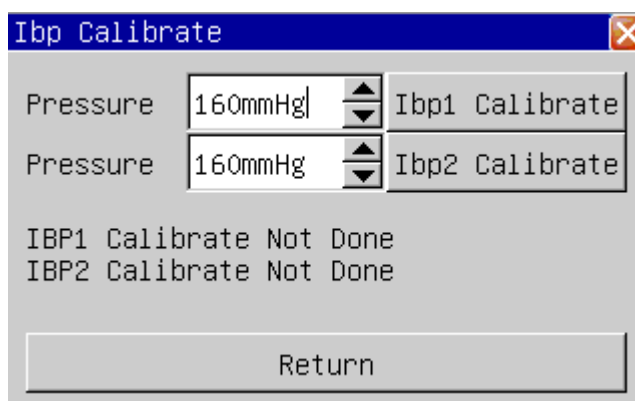 Ibp Calibrate
Pressure 160mmHg Ibp1 Calibrate
Pressure 160mmHg Ibp2 Calibrate
IBP1 Calibrate Not Done
IBP2 Calibrate Not Done
Return